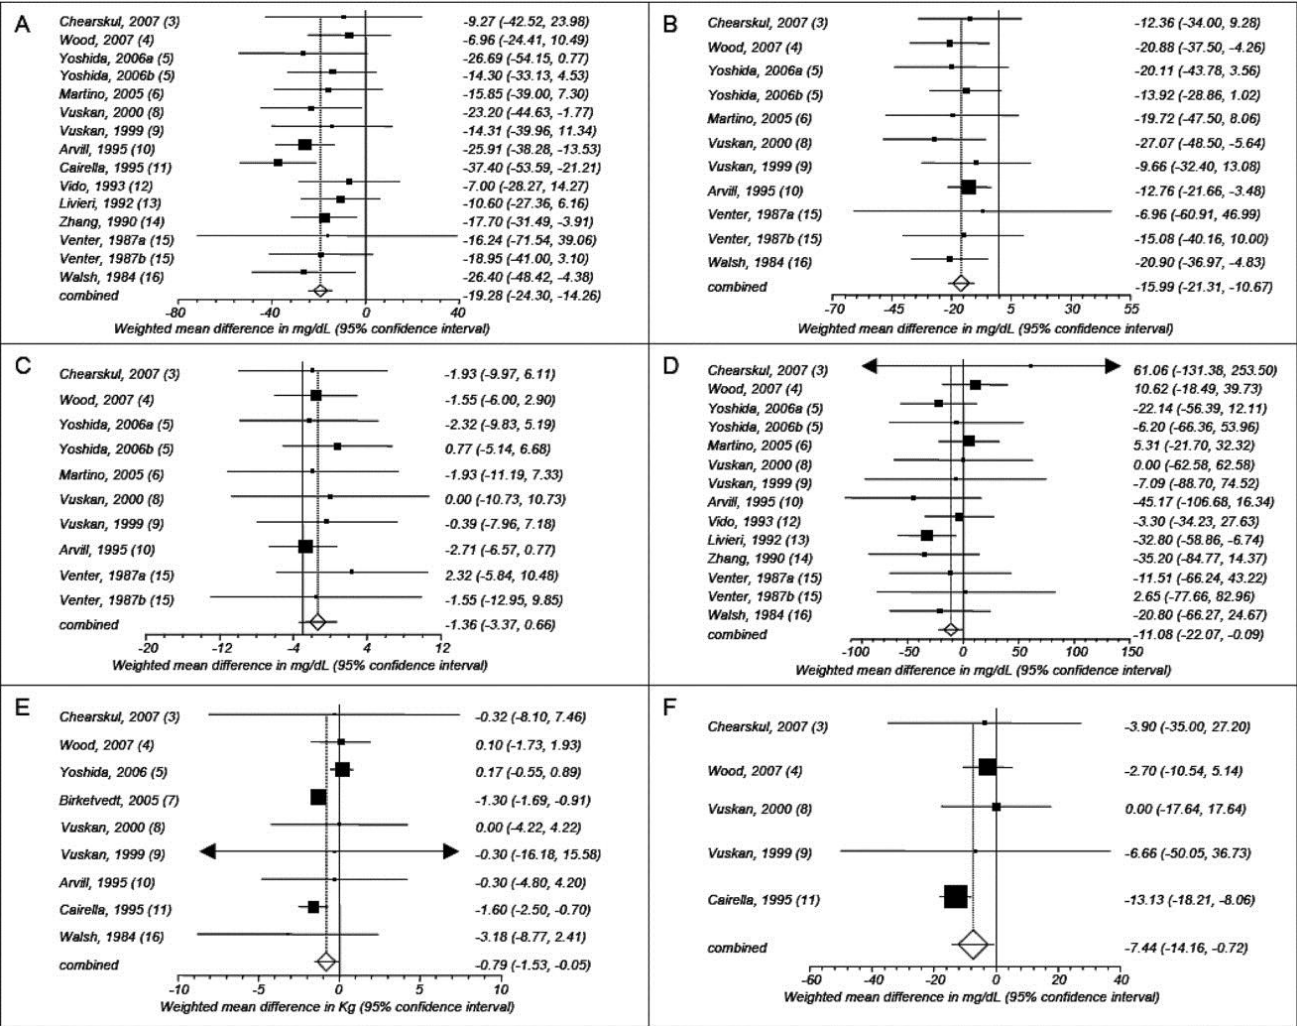 A
Chearskul, 2007 (3) -9.27 (-42.52, 23.98)
Wood, 2007 (4) -6.96 (-24.41, 10.49)
Yoshida, 2006a (5) -26.69 (-54.15, 0.77)
Yoshida, 2006b (5) -14.30 (-33.13, 4.53)
Martino, 2005 (6) -15.85 (-39.00, 7.30)
Vuskan, 2000 (8) -23.20 (-44.63, -1.77)
Vuskan, 1999 (9) -14.31 (-39.96, 11.34)
Arvill, 1995 (10) -25.91 (-38.28, -13.53)
Cairella, 1995 (11) -37.40 (-53.59, -21.21)
Vido, 1993 (12) -7.00 (-28.27, 14.27)
Livieri, 1992 (13) -10.60 (-27.36, 6.16)
Zhang, 1990 (14) -17.70 (-31.49, -3.91)
Venter, 1987a (15) -16.24 (-71.54, 39.06)
Venter, 1987b (15) -18.95 (-41.00, 3.10)
Walsh, 1984 (16) -26.40 (-48.42, -4.38)
combined -19.28 (-24.30, -14.26)
-80 -40 0 40
Weighted mean difference in mg/dL (95% confidence interval)
B
Chearskul, 2007 (3) -12.36 (-34.00, 9.28)
Wood, 2007 (4) -20.88 (-37.50, -4.26)
Yoshida, 2006a (5) -20.11 (-43.78, 3.56)
Yoshida, 2006b (5) -13.92 (-28.86, 1.02)
Martino, 2005 (6) -19.72 (-47.50, 8.06)
Vuskan, 2000 (8) -27.07 (-48.50, -5.64)
Vuskan, 1999 (9) -9.66 (-32.40, 13.08)
Arvill, 1995 (10) -12.76 (-21.66, -3.48)
Venter, 1987a (15) -6.96 (-60.91, 46.99)
Venter, 1987b (15) -15.08 (-40.16, 10.00)
Walsh, 1984 (16) -20.90 (-36.97, -4.83)
combined -15.99 (-21.31, -10.67)
-70 -45 -20 5 30 55
Weighted mean difference in mg/dL (95% confidence interval)
C
Chearskul, 2007 (3) -1.93 (-9.97, 6.11)
Wood, 2007 (4) -1.55 (-6.00, 2.90)
Yoshida, 2006a (5) -2.32 (-9.83, 5.19)
Yoshida, 2006b (5) 0.77 (-5.14, 6.68)
Martino, 2005 (6) -1.93 (-11.19, 7.33)
Vuskan, 2000 (8) 0.00 (-10.73, 10.73)
Vuskan, 1999 (9) -0.39 (-7.96, 7.18)
Arvill, 1995 (10) -2.71 (-6.57, 0.77)
Venter, 1987a (15) 2.32 (-5.84, 10.48)
Venter, 1987b (15) -1.55 (-12.95, 9.85)
combined -1.36 (-3.37, 0.66)
-20 -12 -4 4 12
Weighted mean difference in mg/dL (95% confidence interval)
D
Chearskul, 2007 (3) 61.06 (-131.38, 253.50)
Wood, 2007 (4) 10.62 (-18.49, 39.73)
Yoshida, 2006a (5) -22.14 (-56.39, 12.11)
Yoshida, 2006b (5) -6.20 (-66.36, 53.96)
Martino, 2005 (6) 5.31 (-21.70, 32.32)
Vuskan, 2000 (8) 0.00 (-62.58, 62.58)
Vuskan, 1999 (9) -7.09 (-88.70, 74.52)
Arvill, 1995 (10) -45.17 (-106.68, 16.34)
Vido, 1993 (12) -3.30 (-34.23, 27.63)
Livieri, 1992 (13) -32.80 (-58.86, -6.74)
Zhang, 1990 (14) -35.20 (-84.77, 14.37)
Venter, 1987a (15) -11.51 (-66.24, 43.22)
Venter, 1987b (15) 2.65 (-77.66, 82.96)
Walsh, 1984 (16) -20.80 (-66.27, 24.67)
combined -11.08 (-22.07, -0.09)
-100 -50 0 50 100 150
Weighted mean difference in mg/dL (95% confidence interval)
E
Chearskul, 2007 (3) -0.32 (-8.10, 7.46)
Wood, 2007 (4) 0.10 (-1.73, 1.93)
Yoshida, 2006 (5) 0.17 (-0.55, 0.89)
Birketvedt, 2005 (7) -1.30 (-1.69, -0.91)
Vuskan, 2000 (8) 0.00 (-4.22, 4.22)
Vuskan, 1999 (9) -0.30 (-16.18, 15.58)
Arvill, 1995 (10) -0.30 (-4.80, 4.20)
Cairella, 1995 (11) -1.60 (-2.50, -0.70)
Walsh, 1984 (16) -3.18 (-8.77, 2.41)
combined -0.79 (-1.53, -0.05)
-10 -5 0 5 10
Weighted mean difference in Kg (95% confidence interval)
F
Chearskul, 2007 (3) -3.90 (-35.00, 27.20)
Wood, 2007 (4) -2.70 (-10.54, 5.14)
Vuskan, 2000 (8) 0.00 (-17.64, 17.64)
Vuskan, 1999 (9) -6.66 (-50.05, 36.73)
Cairella, 1995 (11) -13.13 (-18.21, -8.06)
combined -7.44 (-14.16, -0.72)
-60 -40 -20 0 20 40
Weighted mean difference in mg/dL (95% confidence interval)